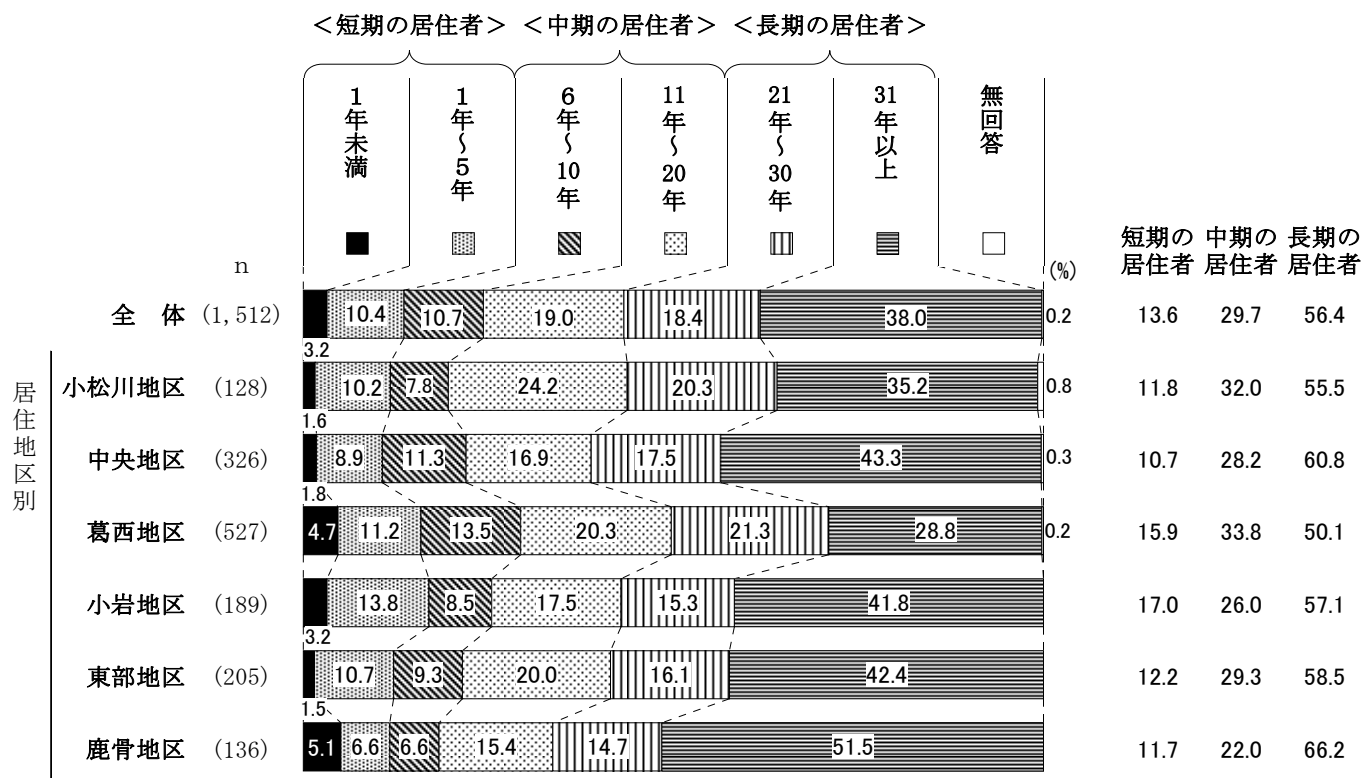 ＜短期の居住者＞ ＜中期の居住者＞ ＜長期の居住者＞
1年未満
1年〜5年
6年〜10年
11年〜20年
21年〜30年
31年以上
無回答
n
(%)
短期の居住者
中期の居住者
長期の居住者
全　体 (1,512) 10.4 10.7 19.0 18.4 38.0 0.2 13.6 29.7 56.4
3.2
居住地区別
小松川地区 (128) 10.2 7.8 24.2 20.3 35.2 0.8 11.8 32.0 55.5
1.6
中央地区 (326) 8.9 11.3 16.9 17.5 43.3 0.3 10.7 28.2 60.8
1.8
葛西地区 (527) 4.7 11.2 13.5 20.3 21.3 28.8 0.2 15.9 33.8 50.1
小岩地区 (189) 13.8 8.5 17.5 15.3 41.8 17.0 26.0 57.1
3.2
東部地区 (205) 10.7 9.3 20.0 16.1 42.4 12.2 29.3 58.5
1.5
鹿骨地区 (136) 5.1 6.6 6.6 15.4 14.7 51.5 11.7 22.0 66.2